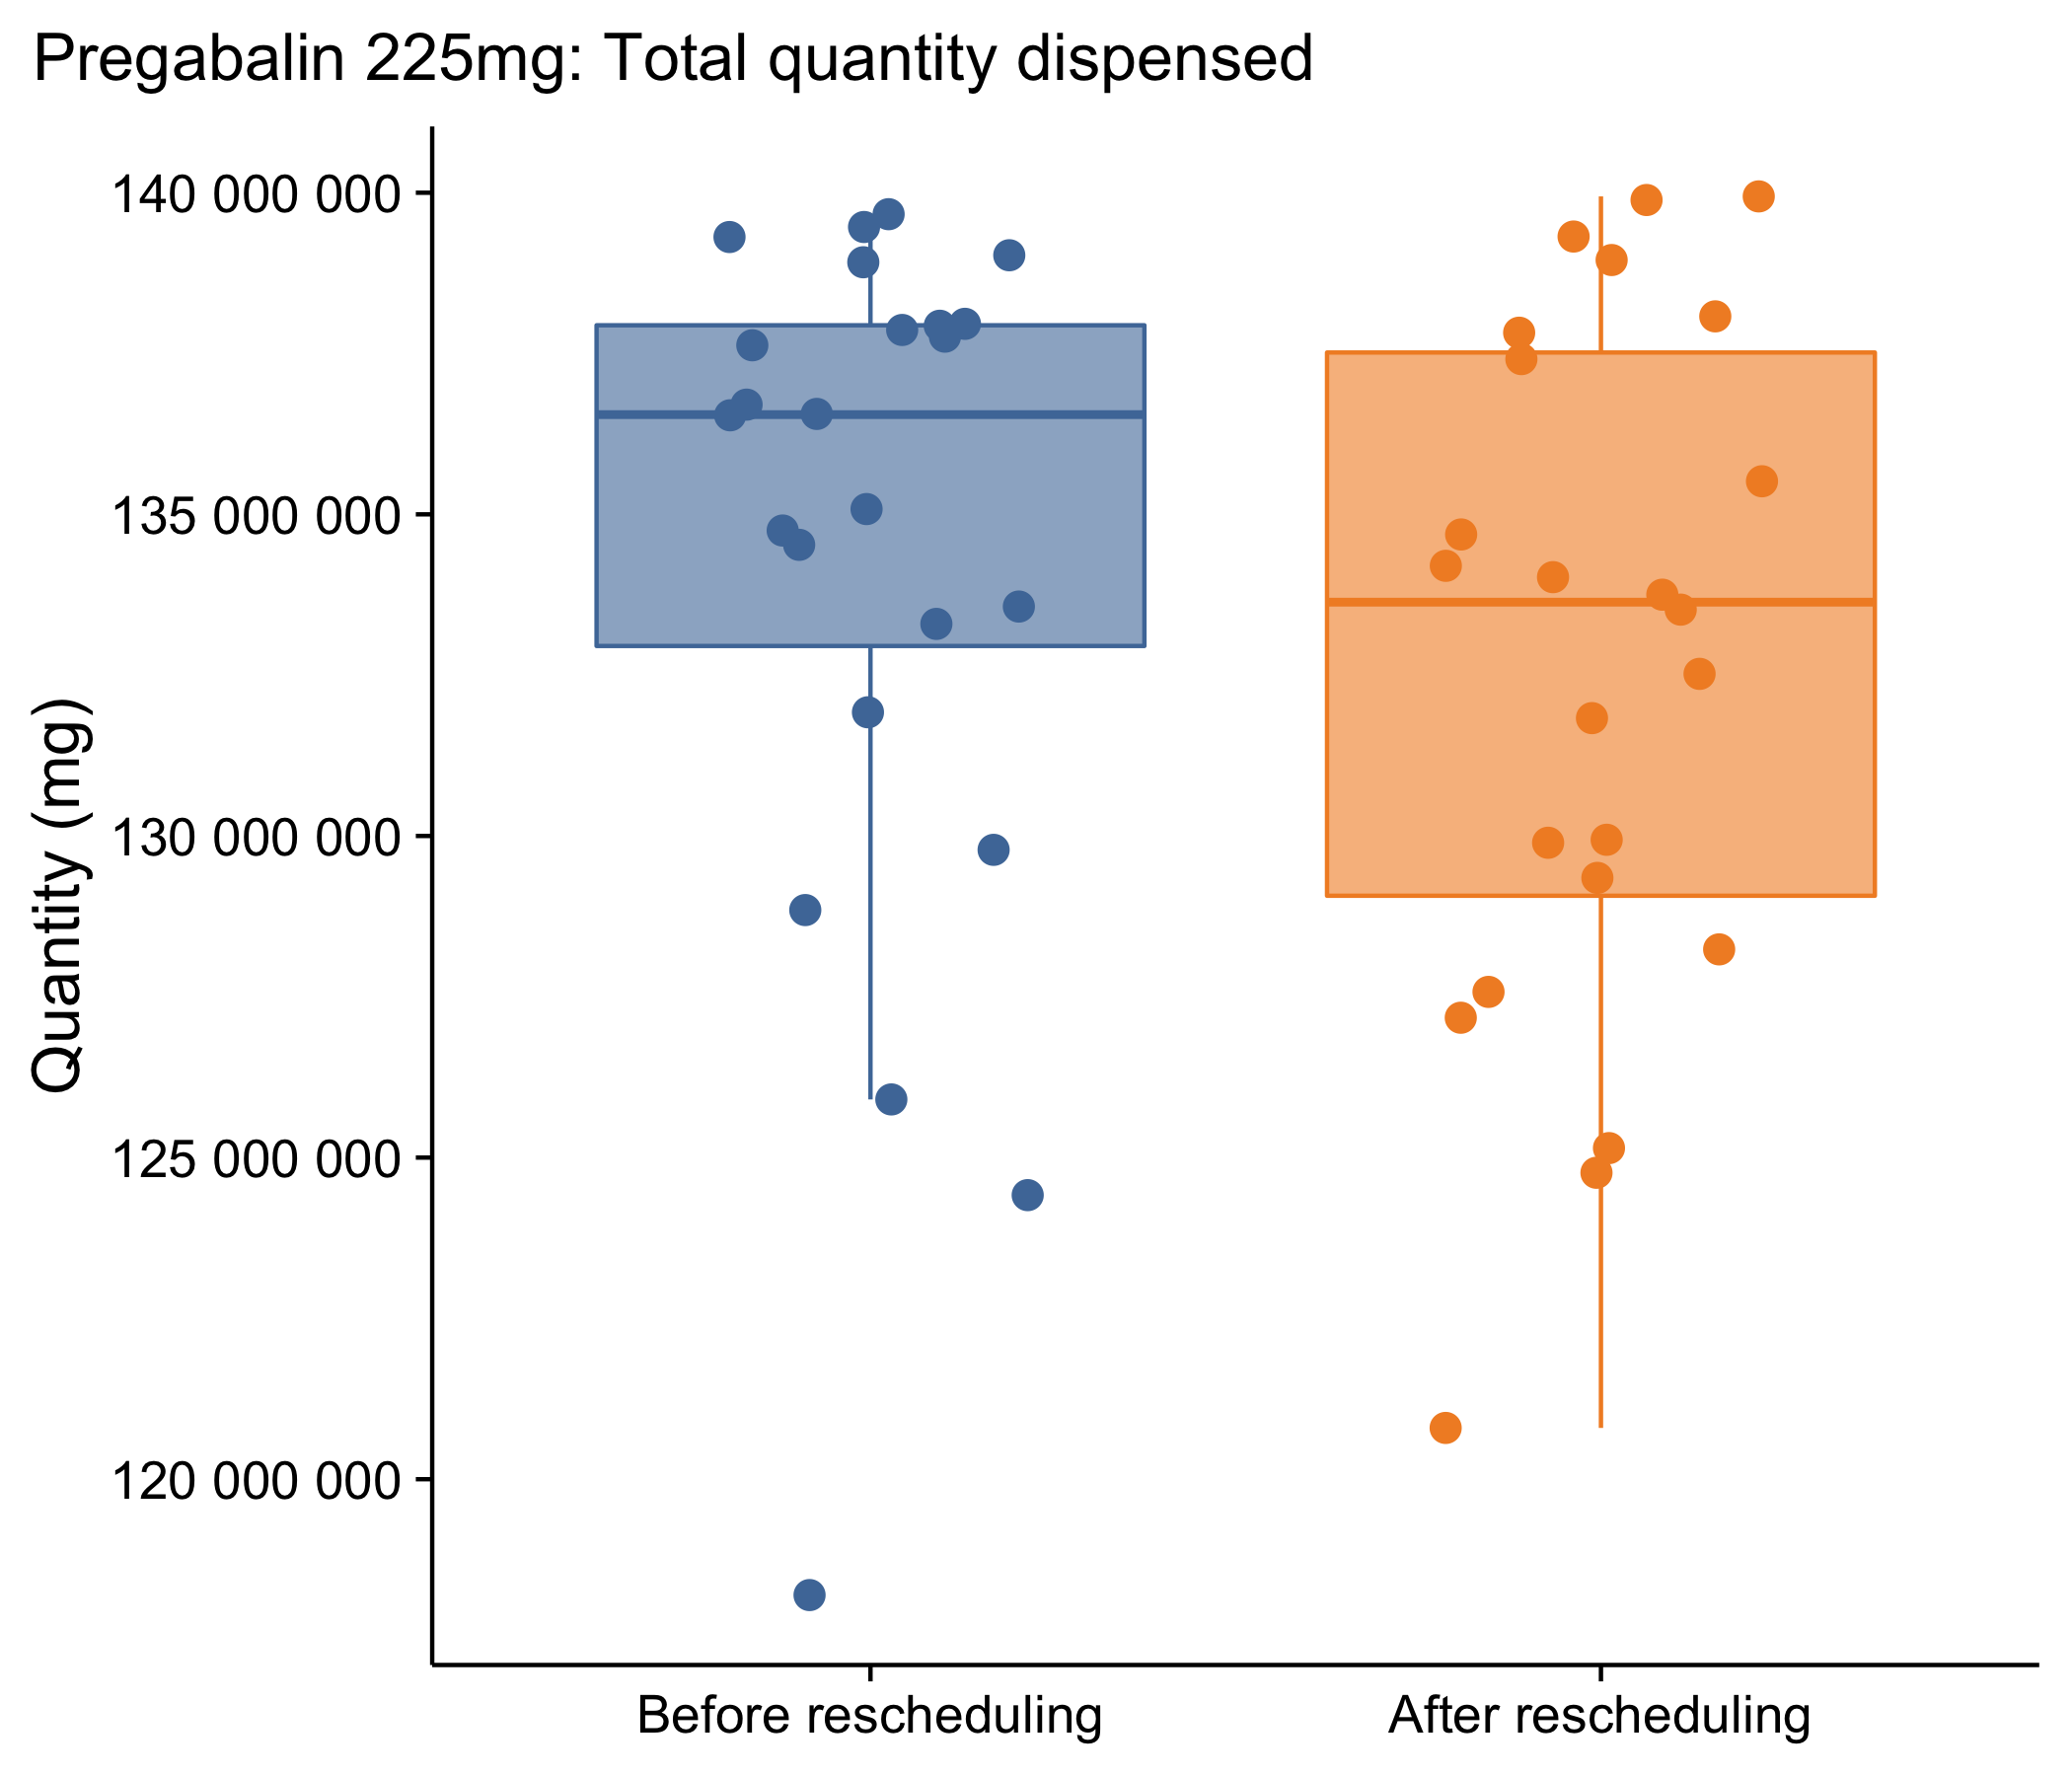 Pregabalin 225mg: Total quantity dispensed
140 000 000
135 000 000
130 000 000
125 000 000
120 000 000
Quantity (mg)
Before rescheduling
After rescheduling